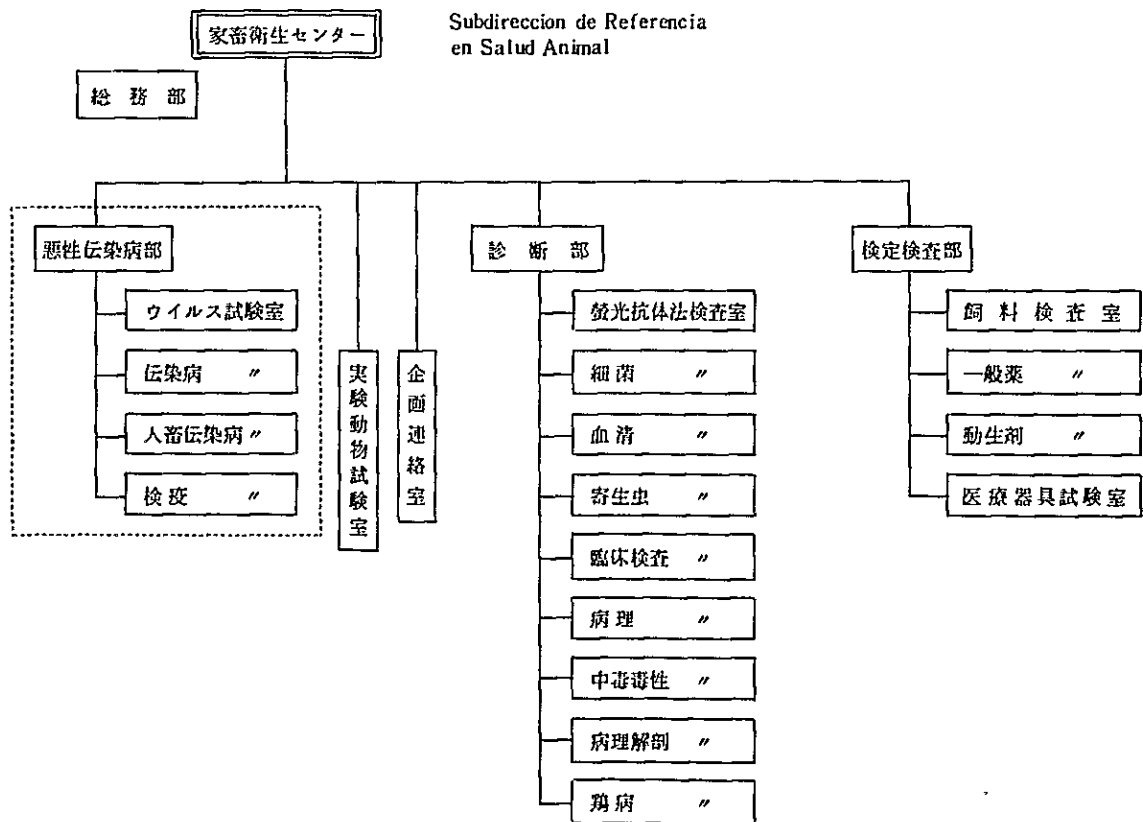 家畜衛生センター
Subdireccion de Referencia
en Salud Animal
総務部
悪性伝染病部
ウイルス試験室
伝染病 〃
人畜伝染病〃
検疫 〃
実験動物試験室
企画連絡室
診断部
螢光抗体法検査室
細菌 〃
血清 〃
寄生虫 〃
臨床検査 〃
病理 〃
中毒毒性 〃
病理解剖 〃
鶏病 〃
検定検査部
飼料検査室
一般薬 〃
動生剤 〃
医療器具試験室